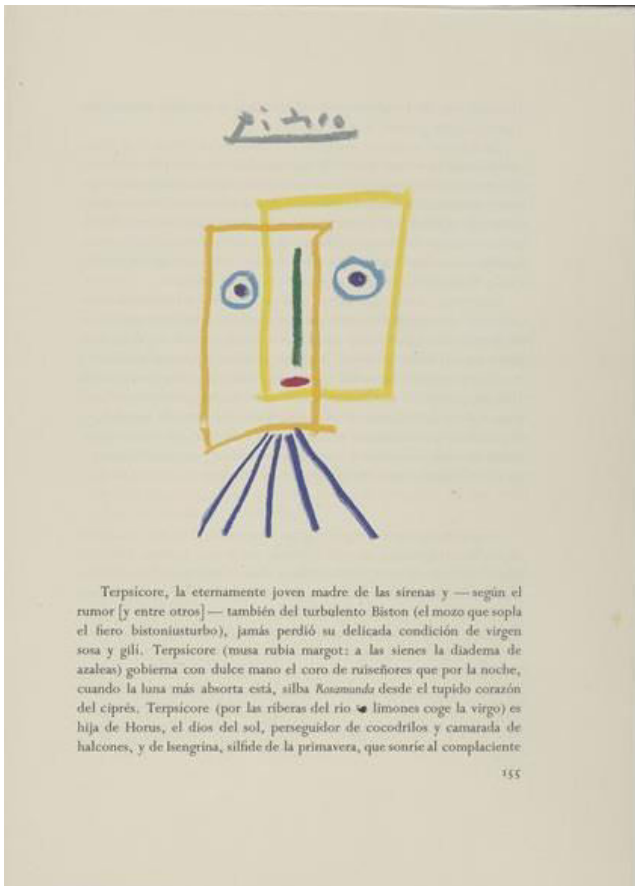 Picasso
Terpsicore, la eternamente joven madre de las sirenas y — según el
rumor [y entre otros] — también del turbulento Biston (el mozo que sopla
el fiero bistoniusturbo), jamás perdió su delicada condición de virgen
sosa y gilí. Terpsicore (musa rubia margot: a las sienes la diadema de
azaleas) gobierna con dulce mano el coro de ruiseñores que por la noche,
cuando la luna más absorta está, silba Rosamunda desde el tupido corazón
del ciprés. Terpsicore (por las riberas del río limones coge la virgo) es
hija de Horus, el dios del sol, perseguidor de cocodrilos y camarada de
halcones, y de Isengrina, sílfide de la primavera, que sonríe al complaciente
155